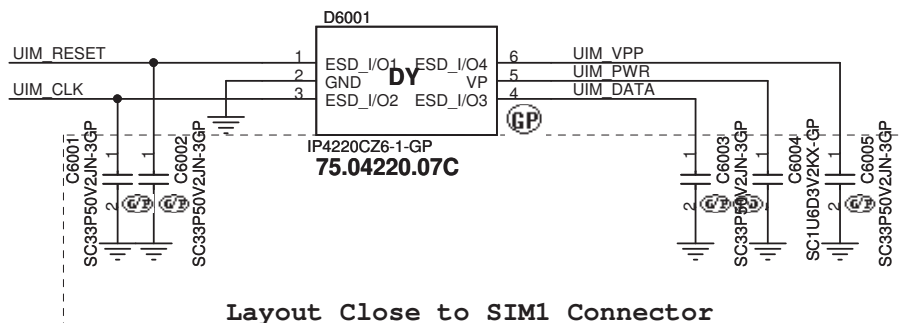 D6001
UIM_RESET 1 ESD_I/O1 ESD_I/O4 6 UIM_VPP
2 GND DY VP 5 UIM_PWR
UIM_CLK 3 ESD_I/O2 ESD_I/O3 4 UIM_DATA
GP
IP4220CZ6-1-GP
75.04220.07C
C6001
1
2
SC33P50V2JN-3GP
G/P
C6002
1
2
SC33P50V2JN-3GP
G/P
C6003
1
2
SC33P50V2JN-3GP
G/P
C6004
1
2
SC1U6D3V2KX-GP
C6005
1
2
SC33P50V2JN-3GP
G/P
Layout Close to SIM1 Connector